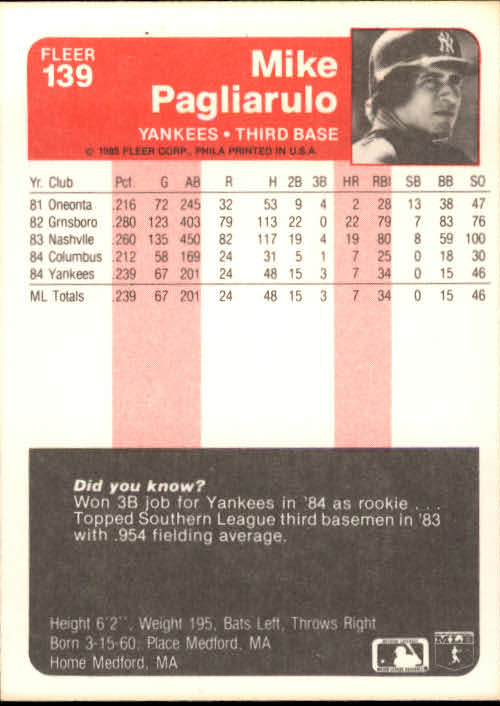 FLEER
139
Mike
Pagliarulo
YANKEES • THIRD BASE
© 1985 FLEER CORP., PHILA PRINTED IN U.S.A.
NY
Yr. Club Pct. G AB R H 2B 3B HR RBI SB BB SO
81 Oneonta .216 72 245 32 53 9 4 2 28 13 38 47
82 Grnsboro .280 123 403 79 113 22 0 22 79 7 83 76
83 Nashvlle .260 135 450 82 117 19 4 19 80 8 59 100
84 Columbus .212 58 169 24 31 5 1 7 25 0 18 30
84 Yankees .239 67 201 24 48 15 3 7 34 0 15 46
ML Totals .239 67 201 24 48 15 3 7 34 0 15 46
Did you know?
Won 3B job for Yankees in '84 as rookie . . .
Topped Southern League third basemen in '83
with .954 fielding average.
Height 6'2'', Weight 195, Bats Left, Throws Right
Born 3-15-60; Place Medford, MA
Home Medford, MA